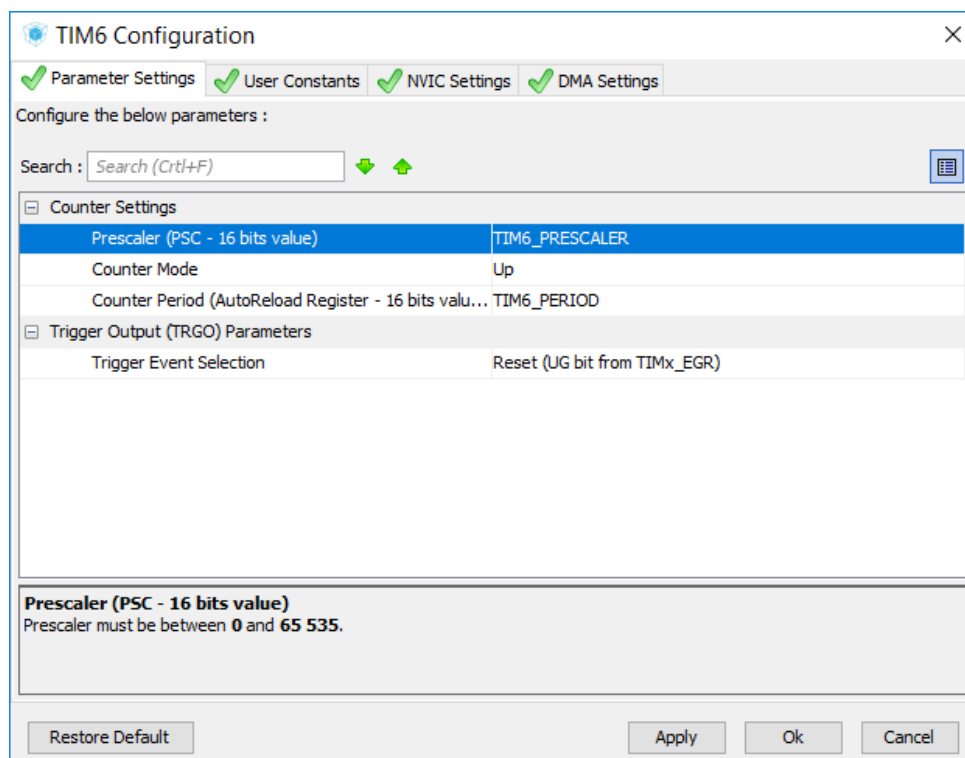 TIM6 Configuration
Parameter Settings User Constants NVIC Settings DMA Settings
Configure the below parameters :
Search : Search (Crtl+F)
Counter Settings
Prescaler (PSC - 16 bits value) TIM6_PRESCALER
Counter Mode Up
Counter Period (AutoReload Register - 16 bits valu... TIM6_PERIOD
Trigger Output (TRGO) Parameters
Trigger Event Selection Reset (UG bit from TIMx_EGR)
Prescaler (PSC - 16 bits value)
Prescaler must be between 0 and 65 535.
Restore Default Apply Ok Cancel